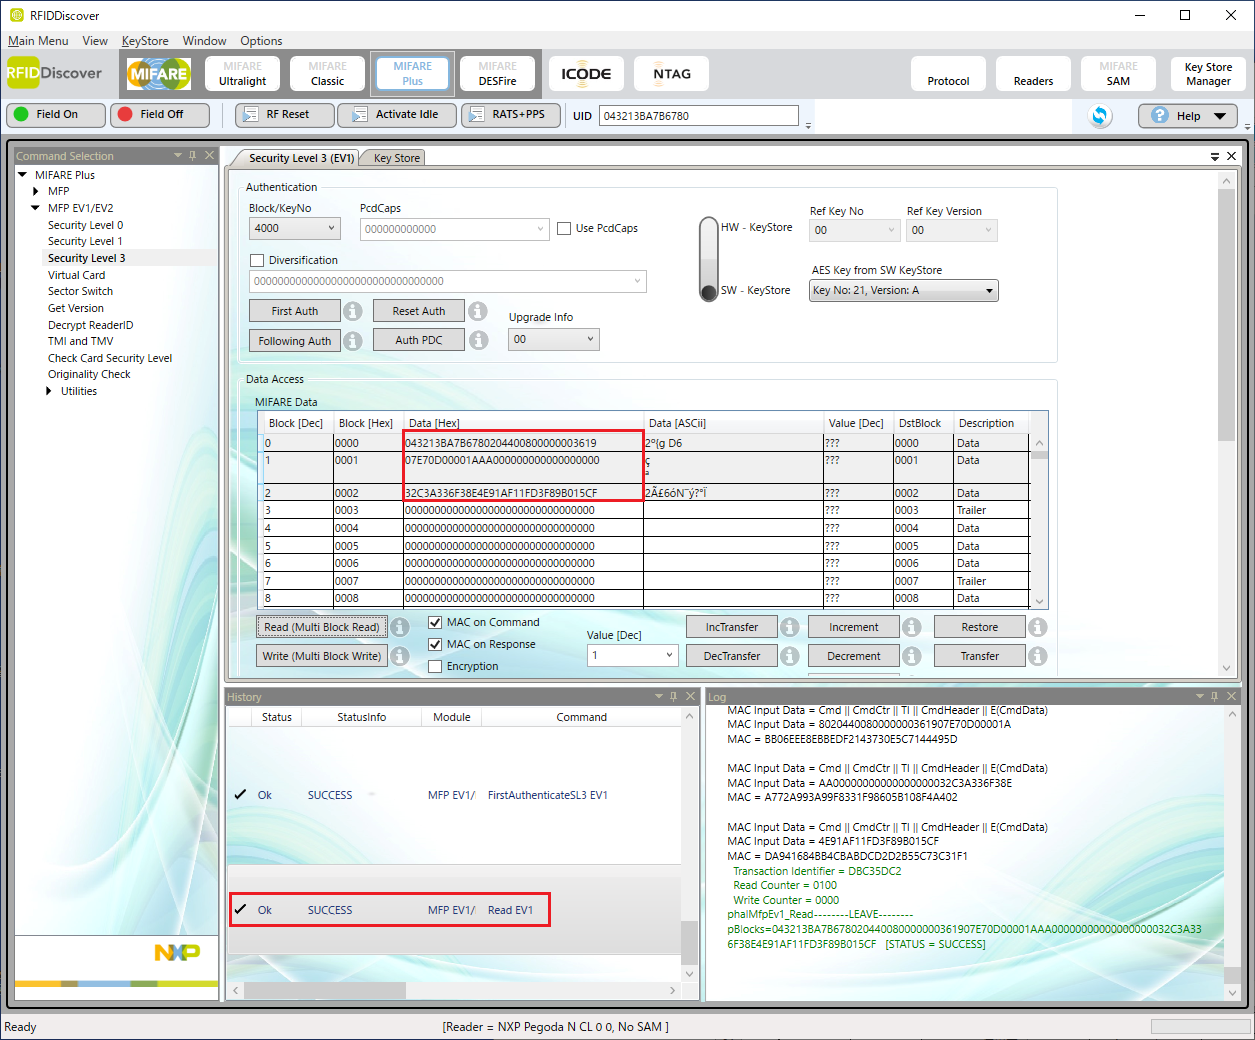 RFIDDiscover
Main Menu View KeyStore Window Options
RFIDDiscover
MIFARE
MIFARE Ultralight
MIFARE Classic
MIFARE Plus
MIFARE DESFire
ICODE
NTAG
Protocol
Readers
MIFARE SAM
Key Store Manager
Field On Field Off RF Reset Activate Idle RATS+PPS UID 043213BA7B6780 Help
Command Selection
MIFARE Plus
MFP
MFP EV1/EV2
Security Level 0
Security Level 1
Security Level 3
Virtual Card
Sector Switch
Get Version
Decrypt ReaderID
TMI and TMV
Check Card Security Level
Originality Check
Utilities
NXP
Security Level 3 (EV1) Key Store
Authentication
Block/KeyNo PcdCaps
4000 000000000000 Use PcdCaps
Diversification
00000000000000000000000000000000
First Auth Reset Auth
Following Auth Auth PDC
Upgrade Info
00
HW - KeyStore
SW - KeyStore
Ref Key No Ref Key Version
00 00
AES Key from SW KeyStore
Key No: 21, Version: A
Data Access
MIFARE Data
Block [Dec] Block [Hex] Data [Hex] Data [ASCii] Value [Dec] DstBlock Description
0 0000 043213BA7B6780204400800000003619 2º{g D6 ??? 0000 Data
1 0001 07E70D00001AAA000000000000000000 ç ª ??? 0001 Data
2 0002 32C3A336F38E4E91AF11FD3F89B015CF 2Ã£6óN¯ý?°Ï ??? 0002 Data
3 0003 00000000000000000000000000000000 ??? 0003 Trailer
4 0004 00000000000000000000000000000000 ??? 0004 Data
5 0005 00000000000000000000000000000000 ??? 0005 Data
6 0006 00000000000000000000000000000000 ??? 0006 Data
7 0007 00000000000000000000000000000000 ??? 0007 Trailer
8 0008 00000000000000000000000000000000 ??? 0008 Data
Read (Multi Block Read)
Write (Multi Block Write)
MAC on Command
MAC on Response
Encryption
Value [Dec]
1
IncTransfer Increment Restore
DecTransfer Decrement Transfer
History
Status StatusInfo Module Command
Ok SUCCESS MFP EV1/ FirstAuthenticateSL3 EV1
Ok SUCCESS MFP EV1/ Read EV1
Log
MAC Input Data = Cmd || CmdCtr || TI || CmdHeader || E(CmdData)
MAC Input Data = 8020440080000000361907E70D00001A
MAC = BB06EEE8EBBEDF2143730E5C7144495D
MAC Input Data = Cmd || CmdCtr || TI || CmdHeader || E(CmdData)
MAC Input Data = AA00000000000000000032C3A336F38E
MAC = A772A993A99F8331F98605B108F4A402
MAC Input Data = Cmd || CmdCtr || TI || CmdHeader || E(CmdData)
MAC Input Data = 4E91AF11FD3F89B015CF
MAC = DA941684BB4CBABDCD2D2B55C73C31F1
Transaction Identifier = DBC35DC2
Read Counter = 0100
Write Counter = 0000
phalMfpEv1_Read--------LEAVE--------
pBlocks=043213BA7B678020440080000000361907E70D00001AAA00000000000000000032C3A33
6F38E4E91AF11FD3F89B015CF [STATUS = SUCCESS]
Ready [Reader = NXP Pegoda N CL 0 0, No SAM ]